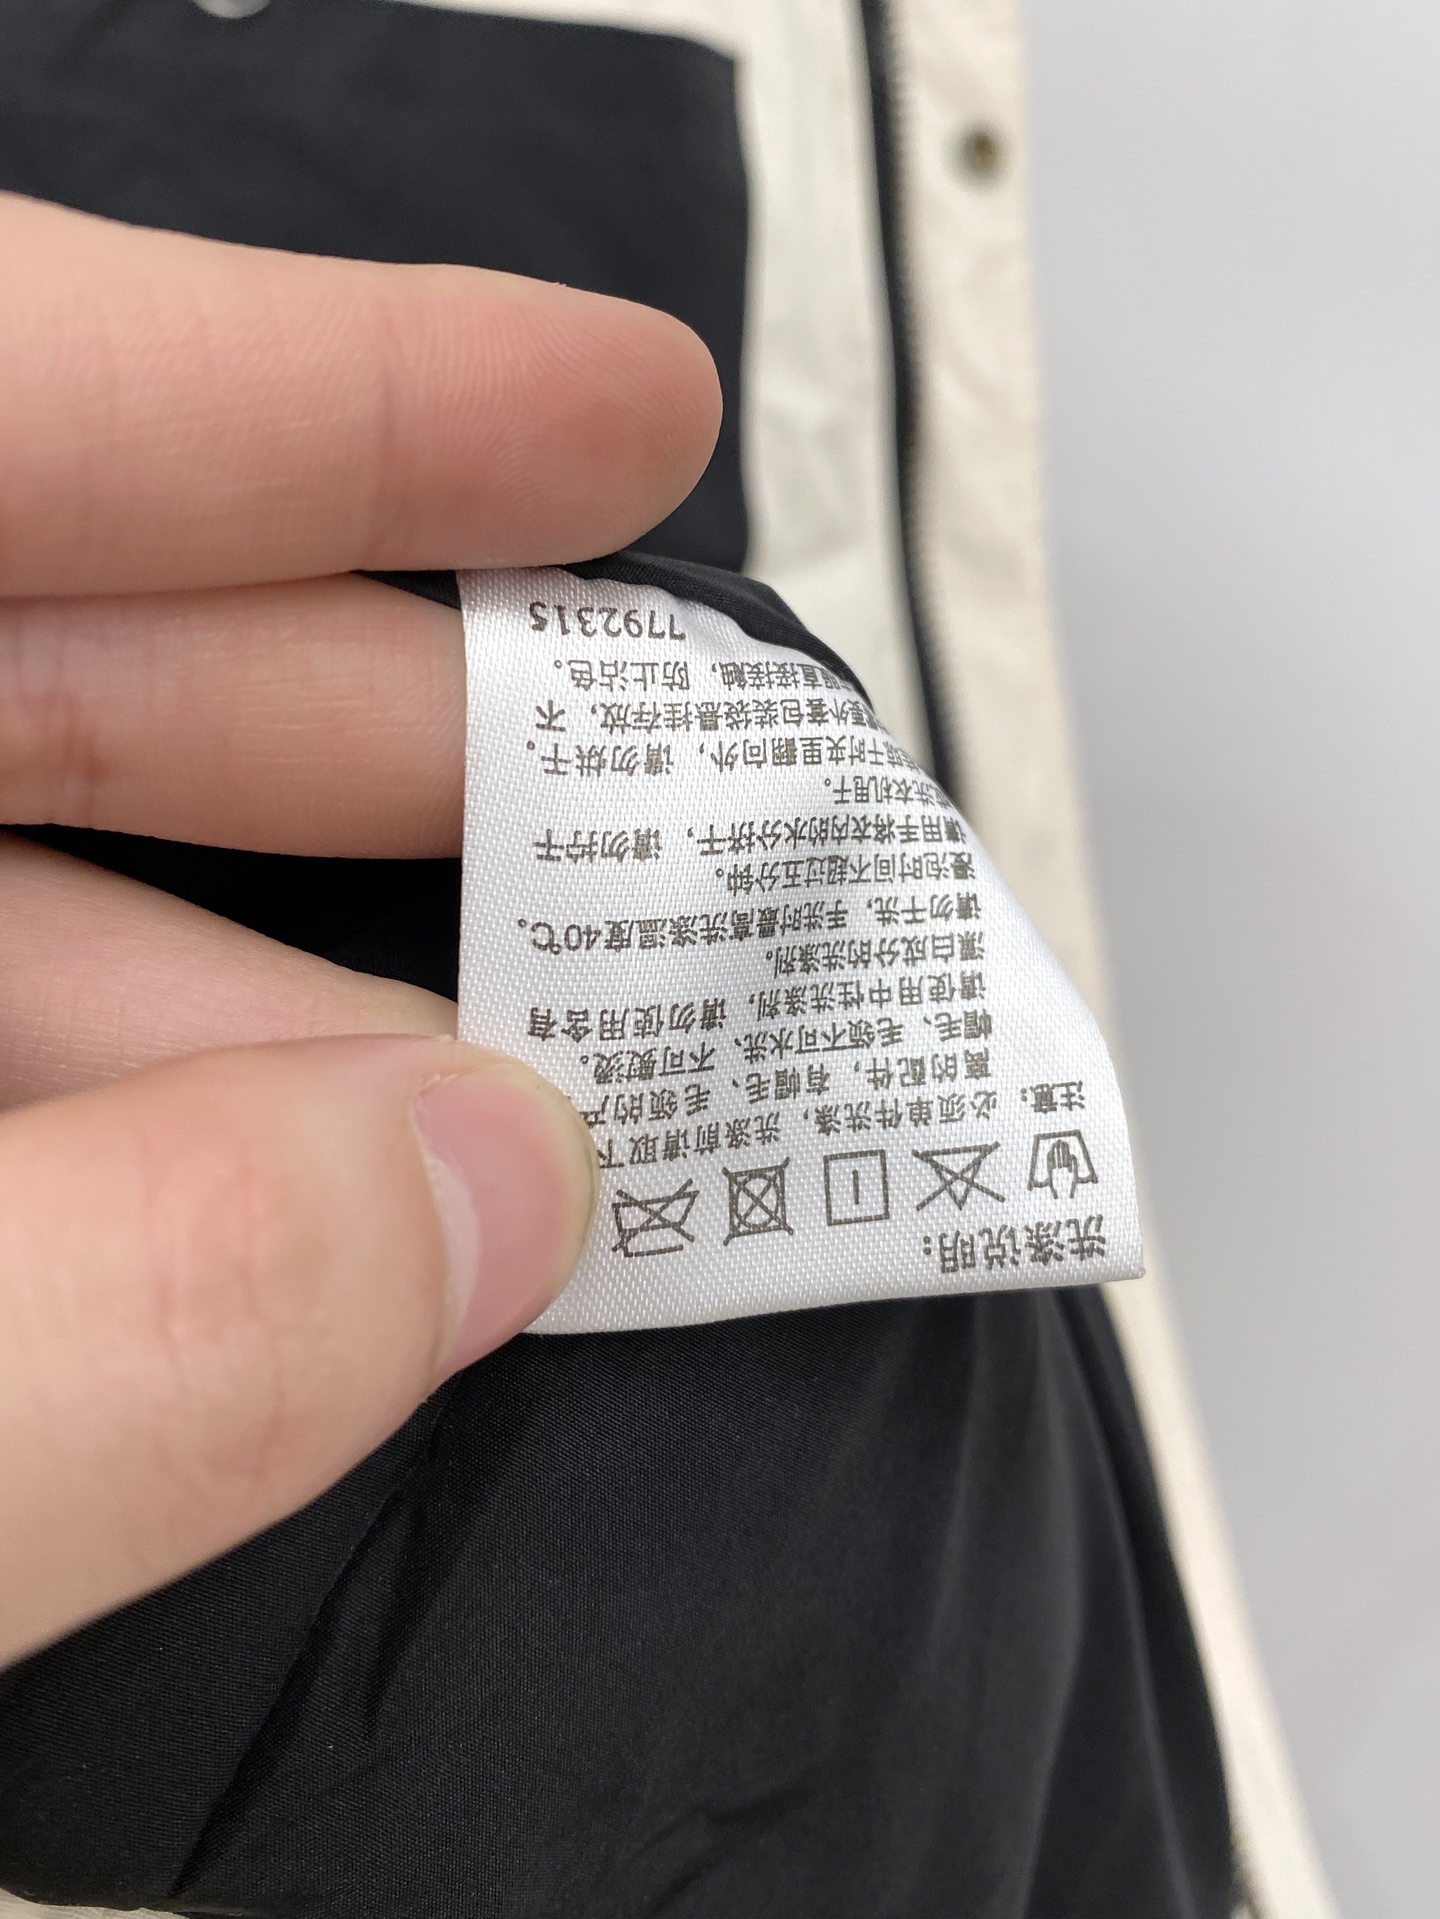 洗涤说明:
注意: 必须单件洗涤，洗涤前请取下
离的配件，有帽毛、毛领的产
帽毛、毛领不可水洗、不可熨烫。
请使用中性洗涤剂，请勿使用含有
漂白成分的洗涤剂。
请勿干洗，手洗时最高洗涤温度40℃。
浸泡时间不超过五分钟。
请用手将衣内的水分挤干，请勿拧干
洗衣机甩干。
晾干时夹里翻向外，请勿烘干。
要外套包装袋悬挂存放，不
直接接触，防止沾色。
7792315